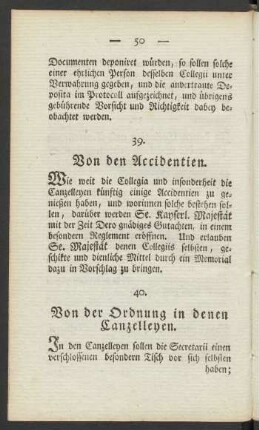 — 50 —
Documenten deponiret würden, so sollen solche
einer ehrlichen Person desselben Collegii unter
Verwahrung gegeben, und die anvertraute De-
posita im Protocoll aufgezeichnet, und übrigens
gebührende Vorsicht und Richtigkeit dabey be-
obachtet werden.
39.
Von den Accidentien.
Wie weit die Collegia und insonderheit die
Canzelleyen künftig einige Accidentien zu ge-
niessen haben, und worinnen solche bestehen sol-
len, darüber werden Se. Kayserl. Majestät
mit der Zeit Dero gnädiges Gutachten, in einem
besondern Reglement eröffnen. Und erlauben
Se. Majestät denen Collegiis selbsten, ge-
schikte und dienliche Mittel durch ein Memorial
dazu in Vorschlag zu bringen.
40.
Von der Ordnung in denen
Canzelleyen.
In den Canzelleyen sollen die Secretarii einen
verschlossenen besondern Tisch vor sich selbsten
haben;